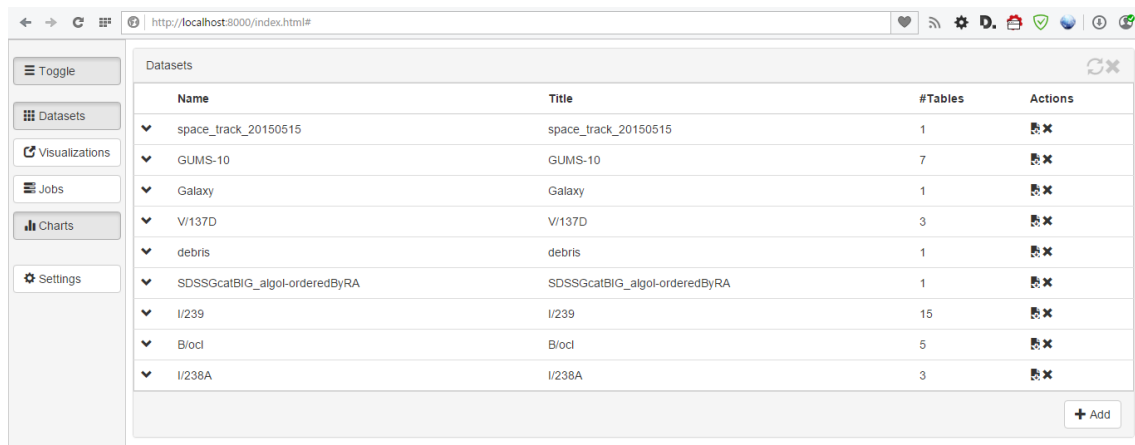 http://localhost:8000/index.html#
D.
Toggle
Datasets
Visualizations
Jobs
Charts
Settings
Datasets
Name Title #Tables Actions
space_track_20150515 space_track_20150515 1
GUMS-10 GUMS-10 7
Galaxy Galaxy 1
V/137D V/137D 3
debris debris 1
SDSSGcatBIG_algol-orderedByRA SDSSGcatBIG_algol-orderedByRA 1
I/239 I/239 15
B/ocl B/ocl 5
I/238A I/238A 3
Add